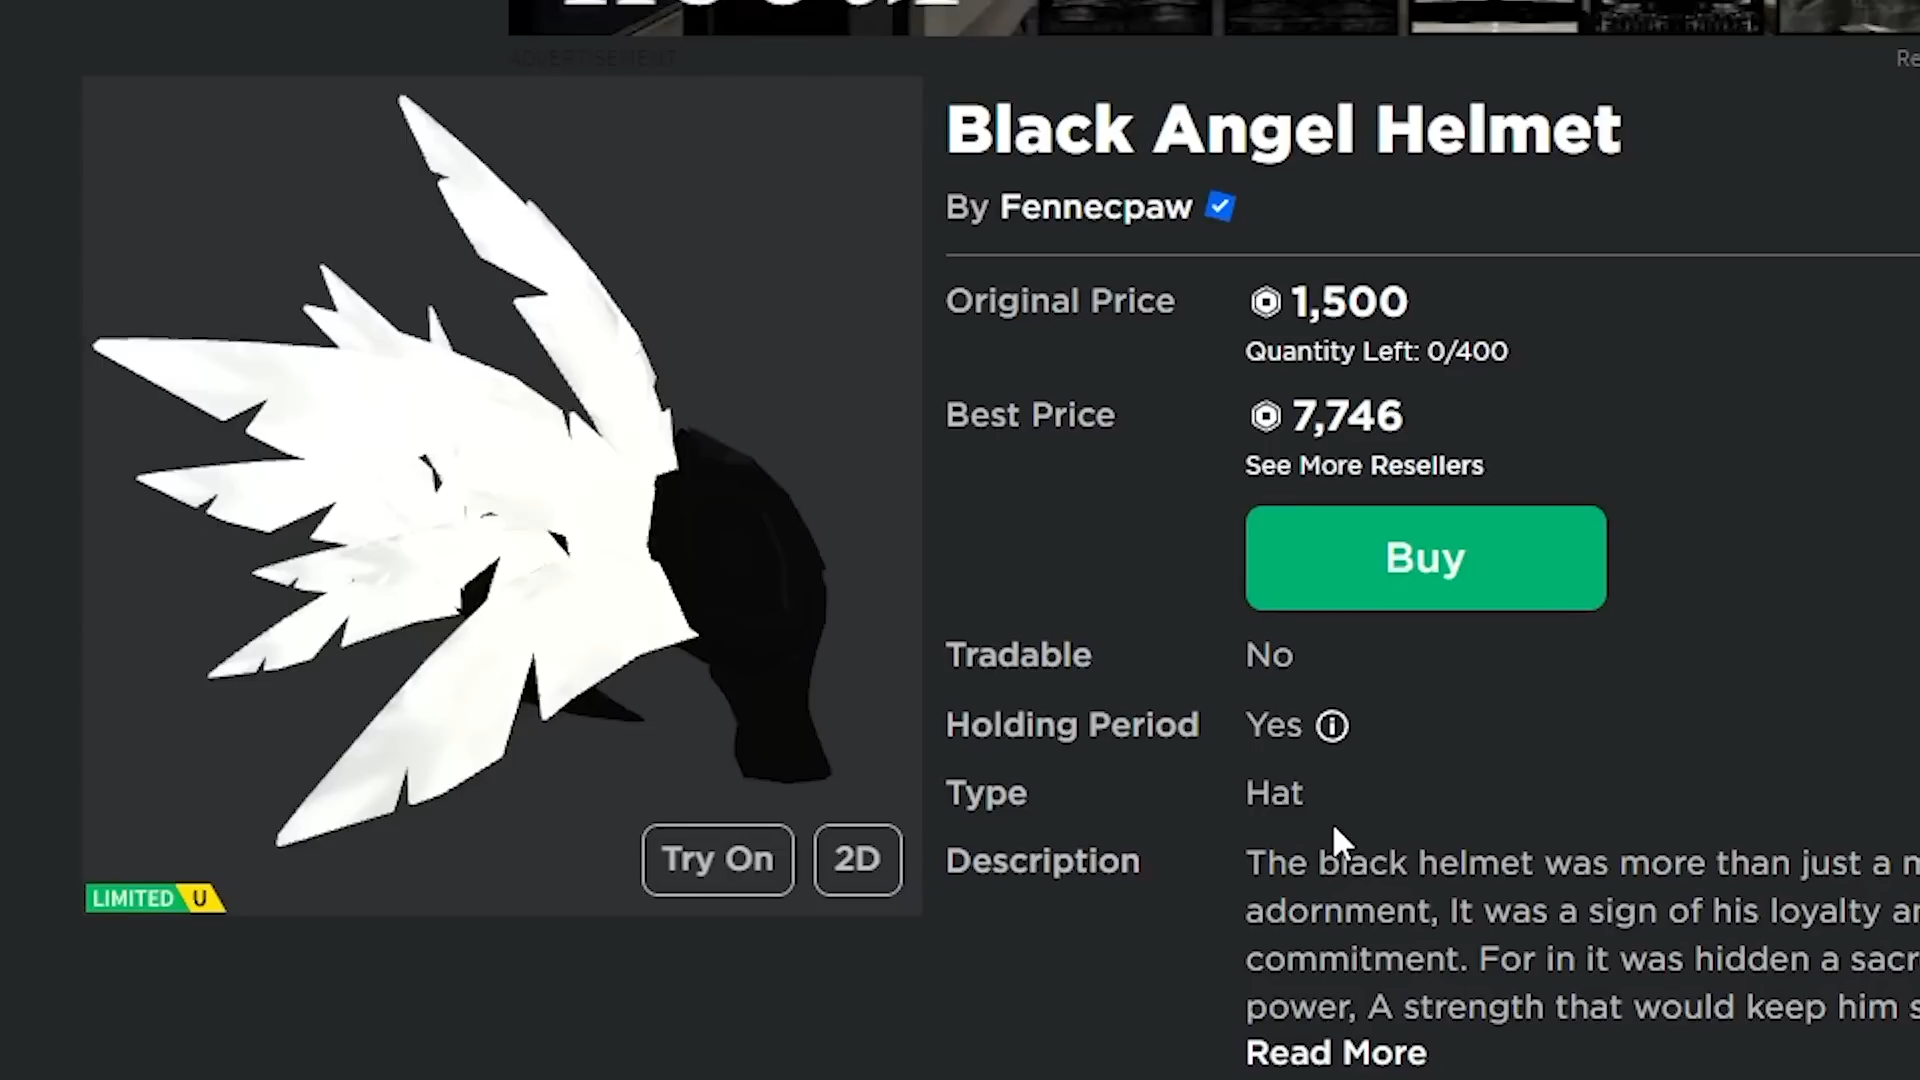 ADVERTISEMENT
Black Angel Helmet
By Fennecpaw
Original Price
1,500
Quantity Left: 0/400
Best Price
7,746
See More Resellers
Buy
Tradable
No
Holding Period
Yes
Type
Hat
Try On
2D
Description
The black helmet was more than just a
adornment, It was a sign of his loyalty
commitment. For in it was hidden a
power, A strength that would keep him
Read More
LIMITED U